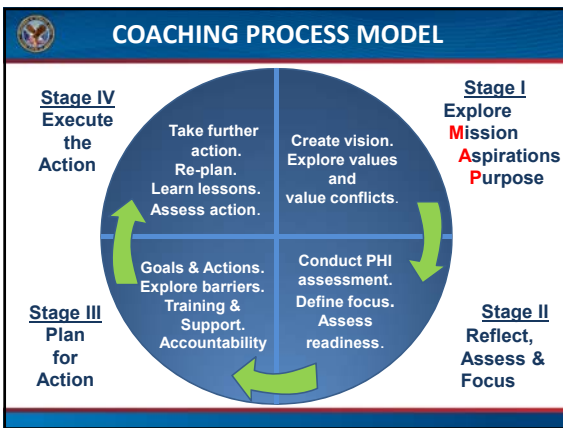 COACHING PROCESS MODEL
Stage I
Explore
Mission
Aspirations
Purpose
Create vision.
Explore values
and
value conflicts.
Stage II
Reflect,
Assess &
Focus
Conduct PHI
assessment.
Define focus.
Assess
readiness.
Stage III
Plan
for
Action
Goals & Actions.
Explore barriers.
Training &
Support.
Accountability
Stage IV
Execute
the
Action
Take further
action.
Re-plan.
Learn lessons.
Assess action.